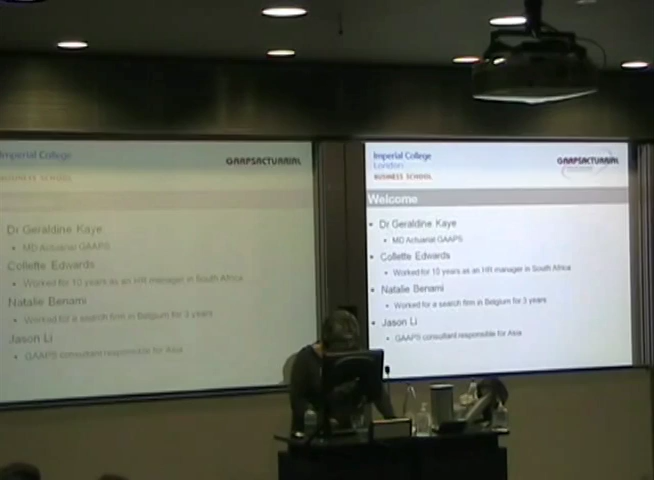 Imperial College
BUSINESS SCHOOL
GAAPSACTUARIAL
Dr Geraldine Kaye
• MD Actuarial GAAPS
Collette Edwards
• Worked for 10 years as an HR manager in South Africa
Natalie Benami
• Worked for a search firm in Belgium for 3 years
Jason Li
• GAAPS consultant responsible for Asia
Imperial College
London
BUSINESS SCHOOL
GAAPSACTUARIAL
Welcome
• Dr Geraldine Kaye
• MD Actuarial GAAPS
• Collette Edwards
• Worked for 10 years as an HR manager in South Africa
• Natalie Benami
• Worked for a search firm in Belgium for 3 years
• Jason Li
• GAAPS consultant responsible for Asia